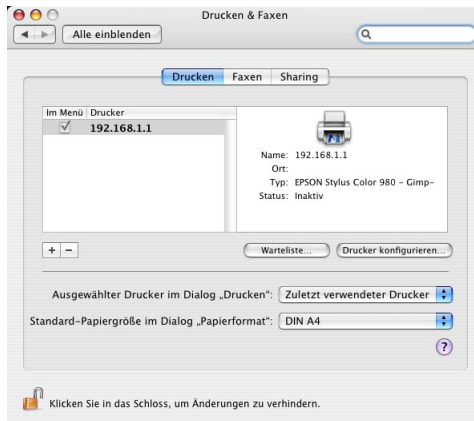 Drucken & Faxen
Alle einblenden
Drucken Faxen Sharing
Im Menü Drucker
192.168.1.1
Name: 192.168.1.1
Ort:
Typ: EPSON Stylus Color 980 – Gimp-
Status: Inaktiv
+ −
Warteliste... Drucker konfigurieren...
Ausgewählter Drucker im Dialog „Drucken“: Zuletzt verwendeter Drucker
Standard-Papiergröße im Dialog „Papierformat“: DIN A4
?
Klicken Sie in das Schloss, um Änderungen zu verhindern.